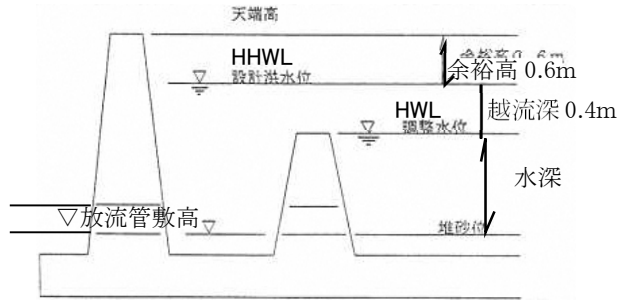 天端高
HHWL
▽ 設計洪水位
余裕高 0.6m
HWL
▽ 調整水位
越流深 0.4m
水深
▽放流管敷高
▽
堆砂位